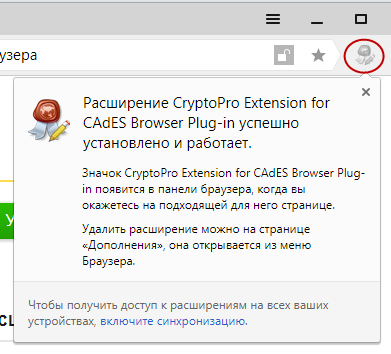 узера
Расширение CryptoPro Extension for
CAdES Browser Plug-in успешно
установлено и работает.
Значок CryptoPro Extension for CAdES Browser Plug-
in появится в панели браузера, когда вы
окажетесь на подходящей для него странице.
Удалить расширение можно на странице
«Дополнения», она открывается из меню
Браузера.
Чтобы получить доступ к расширениям на всех ваших
устройствах, включите синхронизацию.